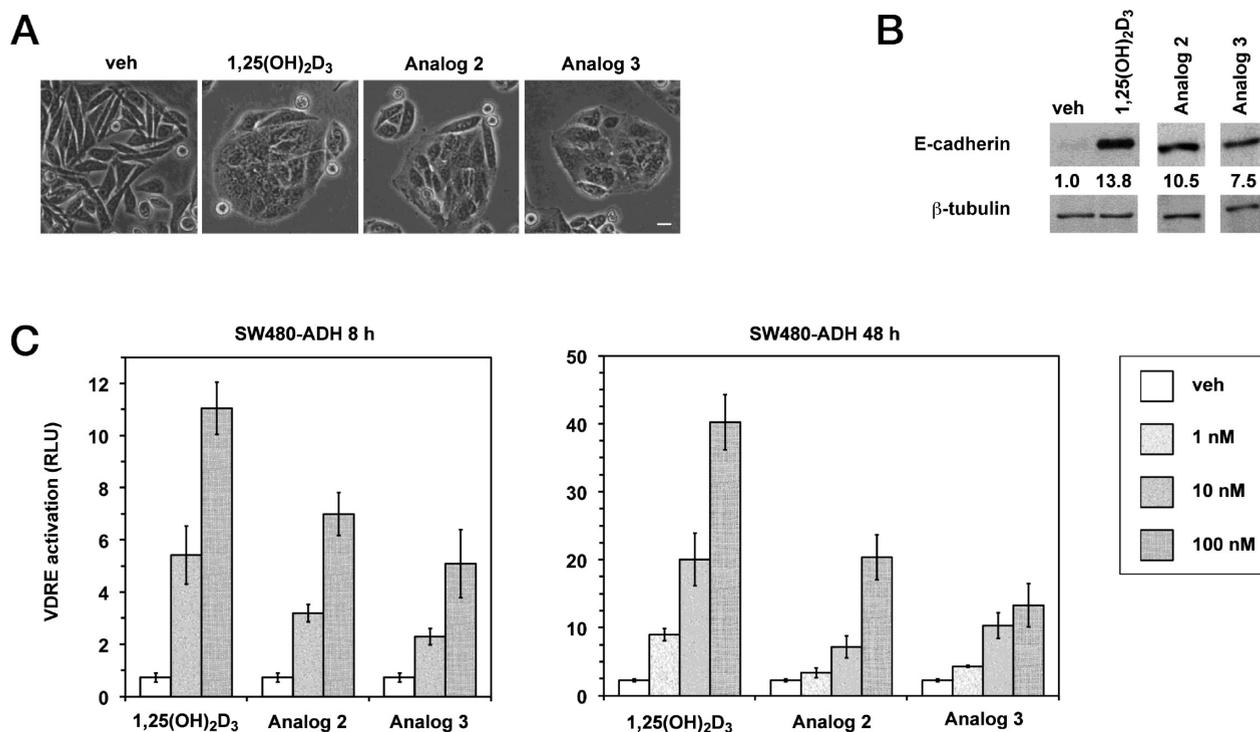 A
veh
1,25(OH)₂D₃
Analog 2
Analog 3
B
veh
1,25(OH)₂D₃
Analog 2
Analog 3
E-cadherin
1.0 13.8 10.5 7.5
β-tubulin
C
SW480-ADH 8 h
VDRE activation (RLU)
12
10
8
6
4
2
0
1,25(OH)₂D₃
Analog 2
Analog 3
SW480-ADH 48 h
50
40
30
20
10
0
1,25(OH)₂D₃
Analog 2
Analog 3
veh
1 nM
10 nM
100 nM